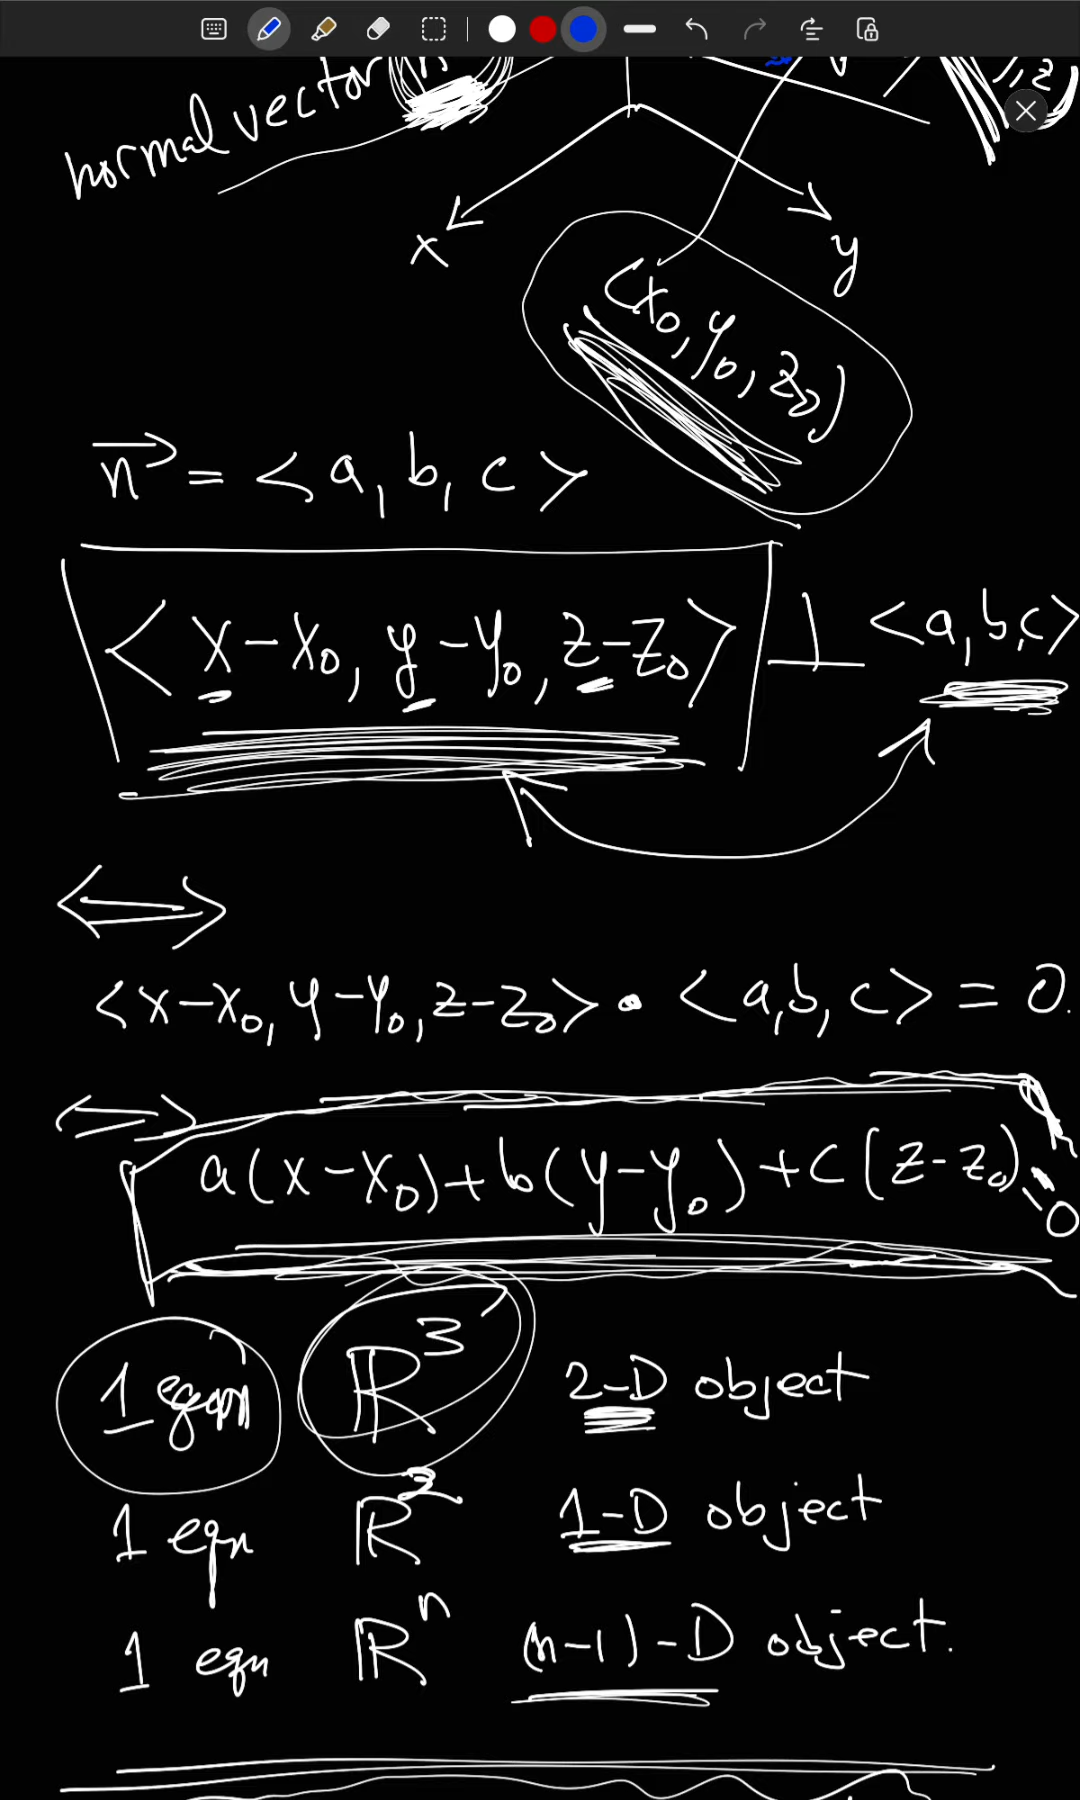 normal vector
x
y
(x₀, y₀, z₀)
n⃗ = <a, b, c>
<x-x₀, y-y₀, z-z₀> ⊥ <a, b, c>
⟺
<x-x₀, y-y₀, z-z₀> • <a, b, c> = 0.
⟺ a(x-x₀)+b(y-y₀)+c(z-z₀)=0
1 eqn ℝ³ 2-D object
1 eqn ℝ² 1-D object
1 eqn ℝⁿ (n-1)-D object.